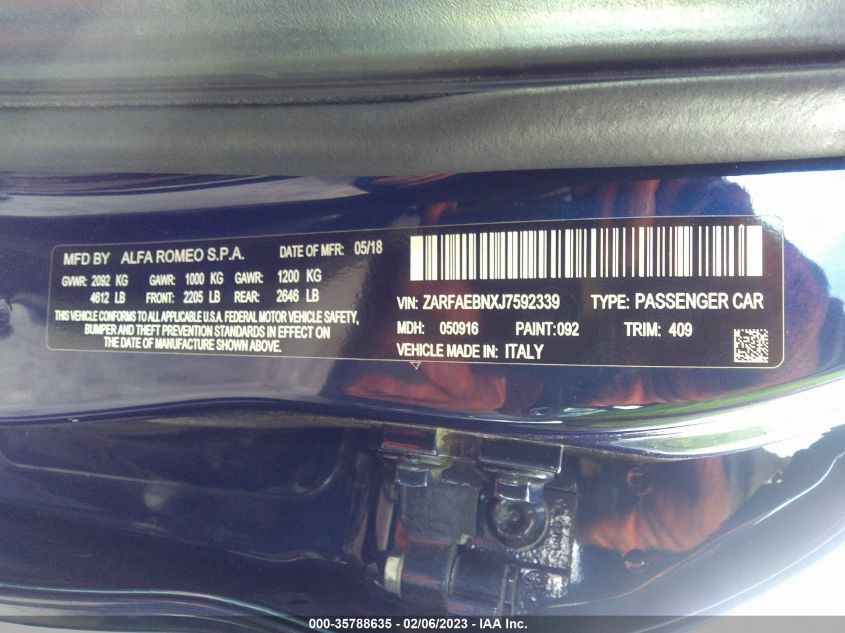 MFD BY ALFA ROMEO S.P.A. DATE OF MFR: 05/18
GVWR: 2092 KG GAWR: 1000 KG GAWR: 1200 KG
4612 LB FRONT: 2205 LB REAR: 2646 LB
THIS VEHICLE CONFORMS TO ALL APPLICABLE U.S.A. FEDERAL MOTOR VEHICLE SAFETY,
BUMPER AND THEFT PREVENTION STANDARDS IN EFFECT ON
THE DATE OF MANUFACTURE SHOWN ABOVE.
VIN: ZARFAEBNXJ7592339 TYPE: PASSENGER CAR
MDH: 050916 PAINT:092 TRIM: 409
VEHICLE MADE IN: ITALY
000-35788635 - 02/06/2023 - IAA Inc.